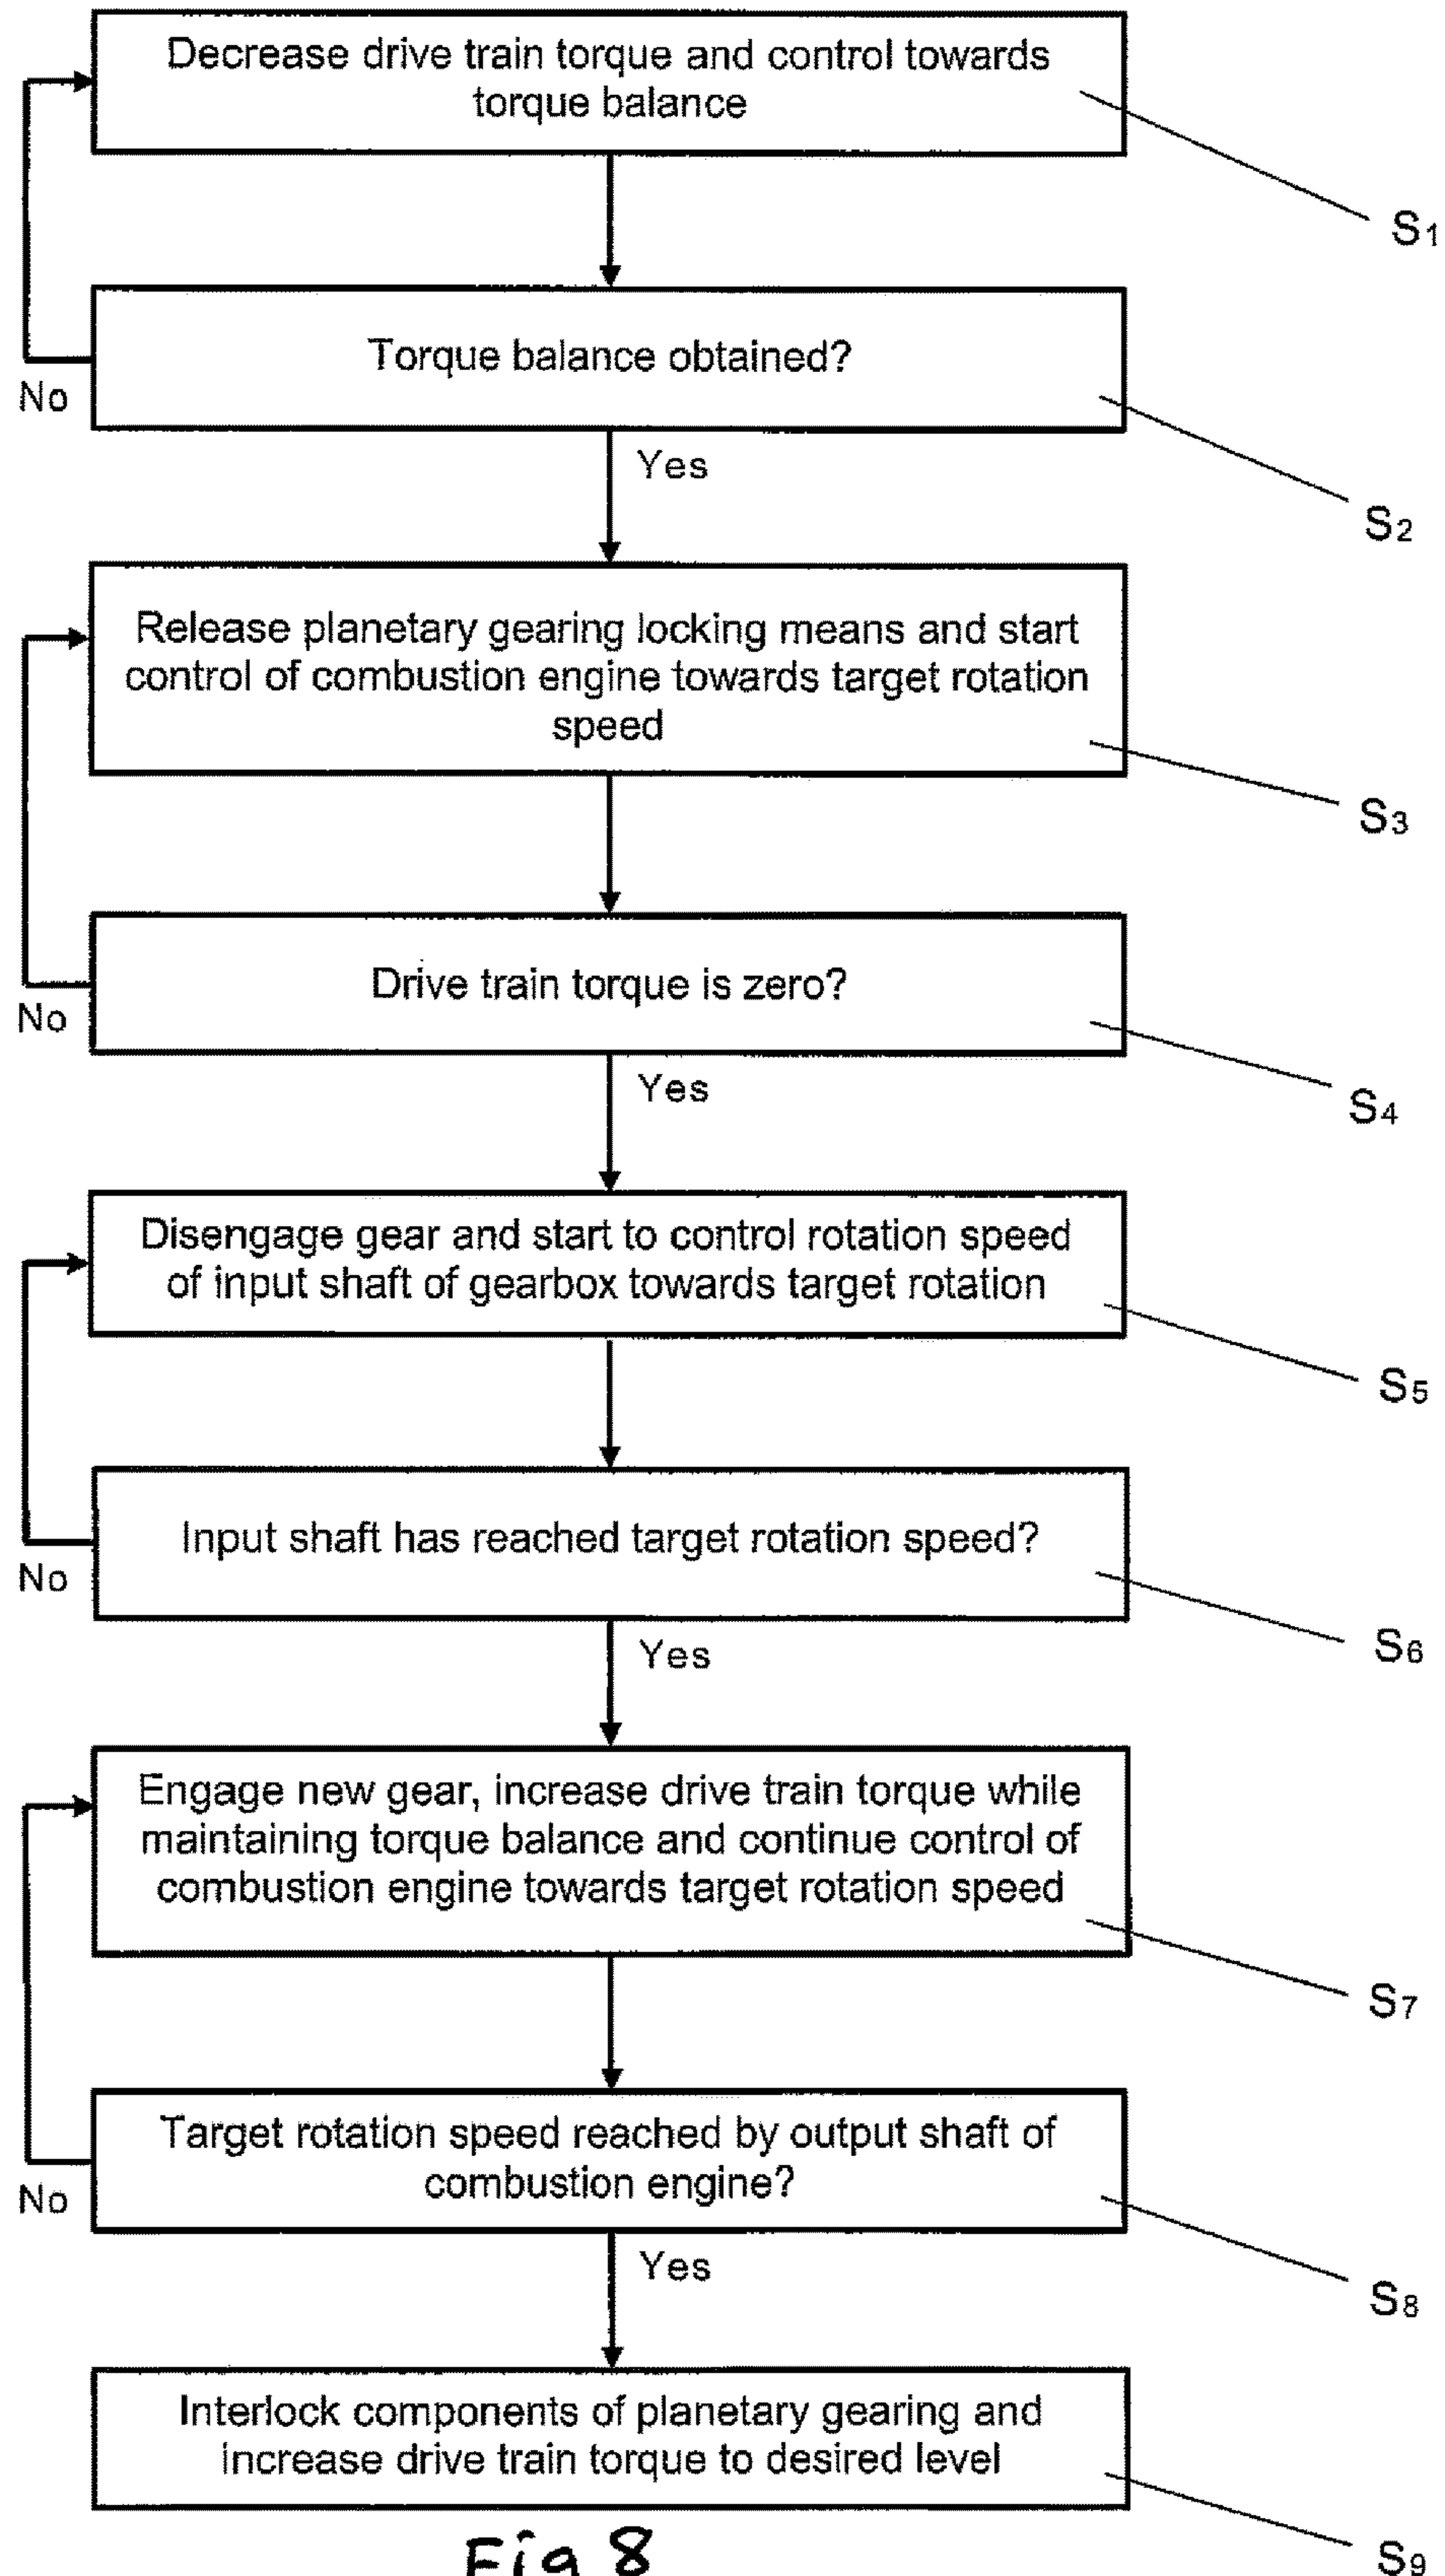 Decrease drive train torque and control towards
torque balance
S1
Torque balance obtained?
No
Yes
S2
Release planetary gearing locking means and start
control of combustion engine towards target rotation
speed
S3
Drive train torque is zero?
No
Yes
S4
Disengage gear and start to control rotation speed
of input shaft of gearbox towards target rotation
S5
Input shaft has reached target rotation speed?
No
Yes
S6
Engage new gear, increase drive train torque while
maintaining torque balance and continue control of
combustion engine towards target rotation speed
S7
Target rotation speed reached by output shaft of
combustion engine?
No
Yes
S8
Interlock components of planetary gearing and
increase drive train torque to desired level
S9
Fig 8